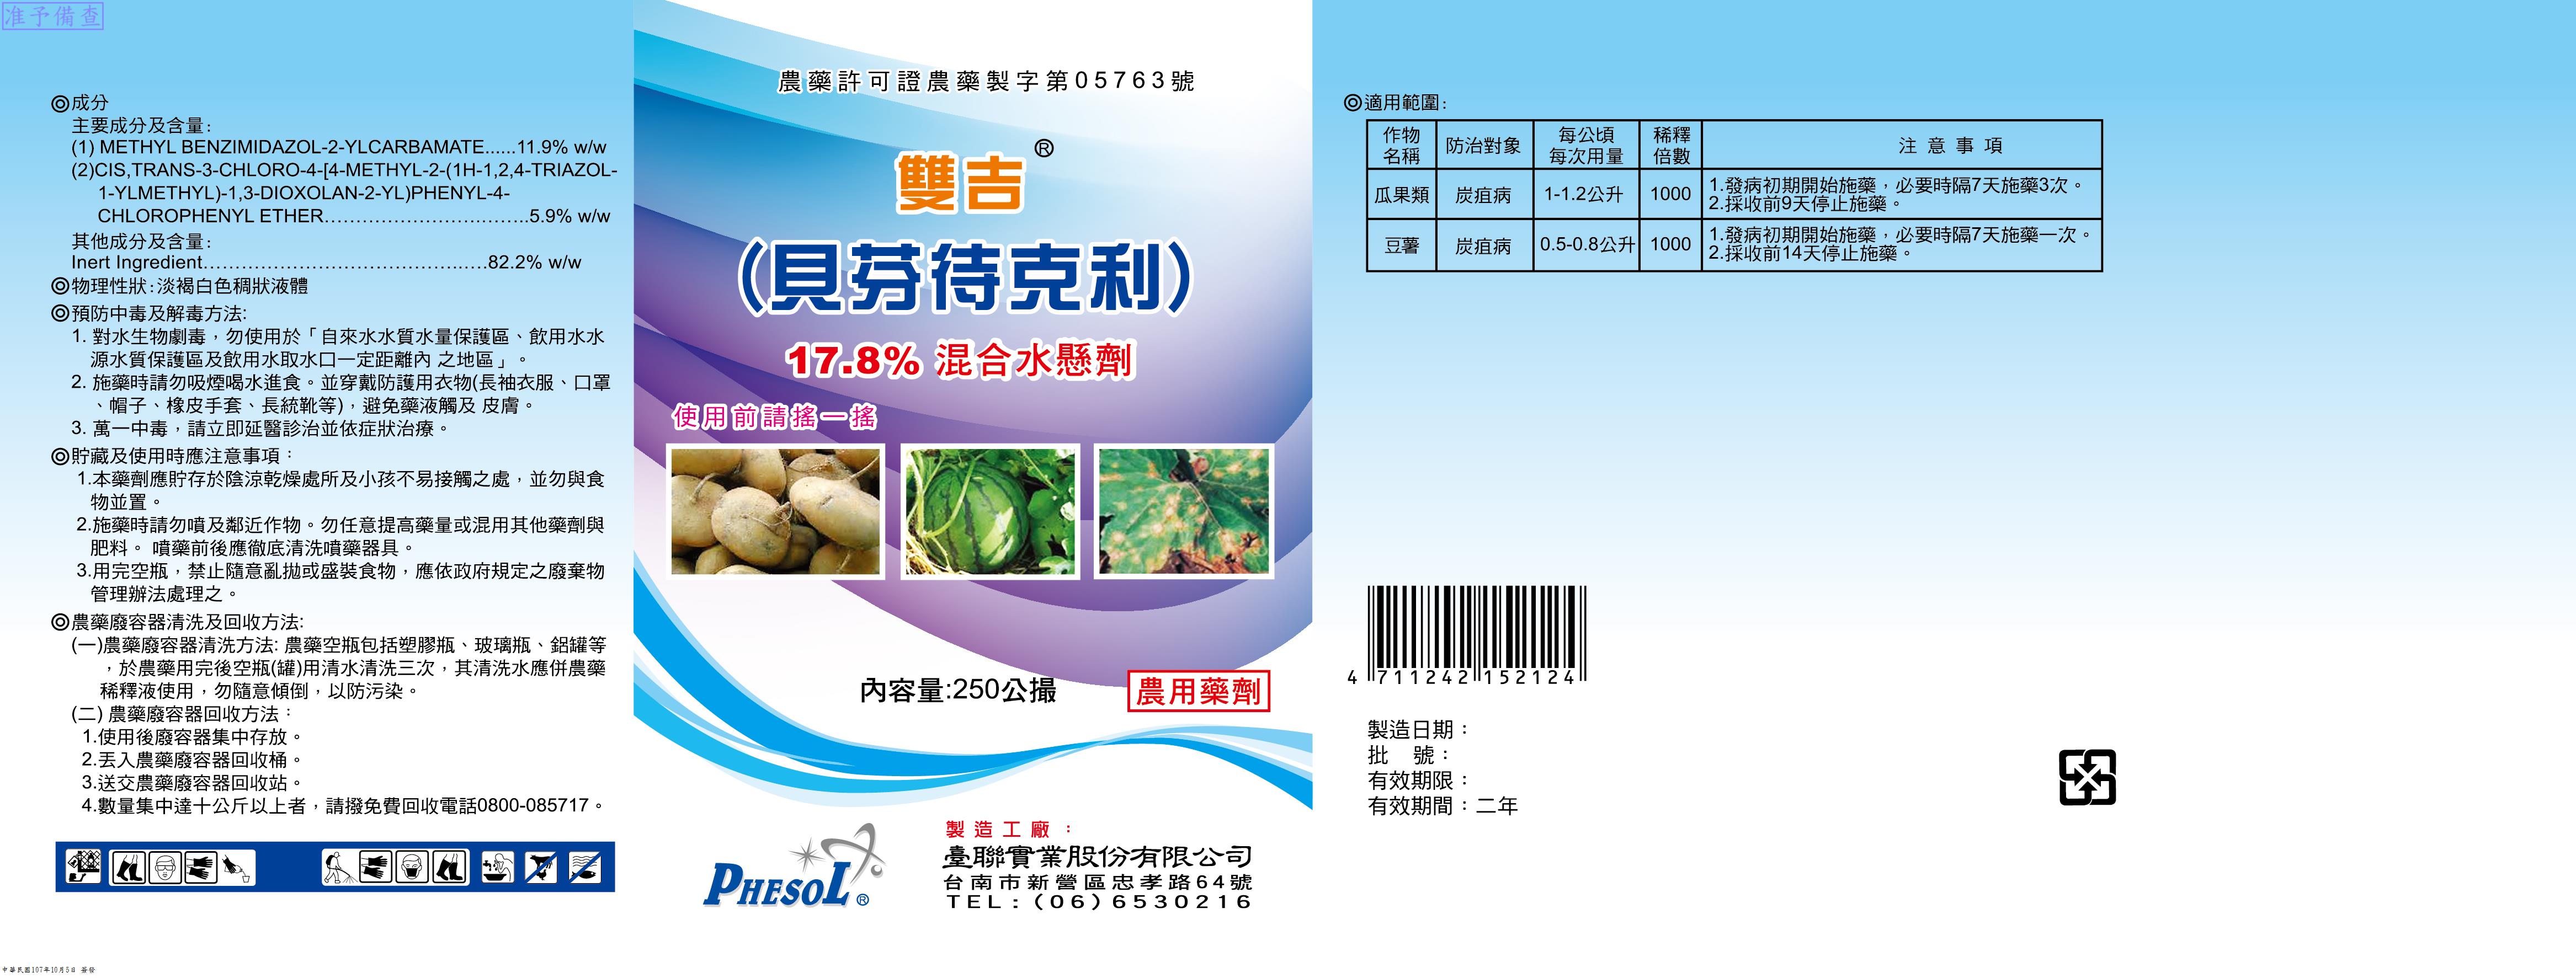 准予備查
◎成分
主要成分及含量:
(1) METHYL BENZIMIDAZOL-2-YLCARBAMATE......11.9% w/w
(2)CIS,TRANS-3-CHLORO-4-[4-METHYL-2-(1H-1,2,4-TRIAZOL-
1-YLMETHYL)-1,3-DIOXOLAN-2-YL)PHENYL-4-
CHLOROPHENYL ETHER................................5.9% w/w
其他成分及含量:
Inert Ingredient............................................82.2% w/w
◎物理性狀:淡褐白色稠狀液體
◎預防中毒及解毒方法:
1. 對水生物劇毒,勿使用於「自來水水質水量保護區、飲用水水
源水質保護區及飲用水取水口一定距離內 之地區」。
2. 施藥時請勿吸煙喝水進食。並穿戴防護用衣物(長袖衣服、口罩
、帽子、橡皮手套、長統靴等),避免藥液觸及 皮膚。
3. 萬一中毒,請立即延醫診治並依症狀治療。
◎貯藏及使用時應注意事項:
1.本藥劑應貯存於陰涼乾燥處所及小孩不易接觸之處,並勿與食
物並置。
2.施藥時請勿噴及鄰近作物。勿任意提高藥量或混用其他藥劑與
肥料。 噴藥前後應徹底清洗噴藥器具。
3.用完空瓶,禁止隨意亂拋或盛裝食物,應依政府規定之廢棄物
管理辦法處理之。
◎農藥廢容器清洗及回收方法:
(一)農藥廢容器清洗方法: 農藥空瓶包括塑膠瓶、玻璃瓶、鋁罐等
,於農藥用完後空瓶(罐)用清水清洗三次,其清洗水應併農藥
稀釋液使用,勿隨意傾倒,以防污染。
(二) 農藥廢容器回收方法:
1.使用後廢容器集中存放。
2.丟入農藥廢容器回收桶。
3.送交農藥廢容器回收站。
4.數量集中達十公斤以上者,請撥免費回收電話0800-085717。
中華民國107年10月5日 簽發
農藥許可證農藥製字第05763號
雙吉®
(貝芬待克利)
17.8% 混合水懸劑
使用前請搖一搖
內容量:250公撮
農用藥劑
PHESOL®
製造工廠:
臺聯實業股份有限公司
台南市新營區忠孝路64號
TEL:(06)6530216
◎適用範圍:
作物名稱 防治對象 每公頃每次用量 稀釋倍數 注意事項
瓜果類 炭疽病 1-1.2公升 1000 1.發病初期開始施藥,必要時隔7天施藥3次。
2.採收前9天停止施藥。
豆薯 炭疽病 0.5-0.8公升 1000 1.發病初期開始施藥,必要時隔7天施藥一次。
2.採收前14天停止施藥。
4 711242 152124
製造日期:
批 號:
有效期限:
有效期間:二年